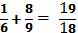 1/6 + 8/9 = 19/18